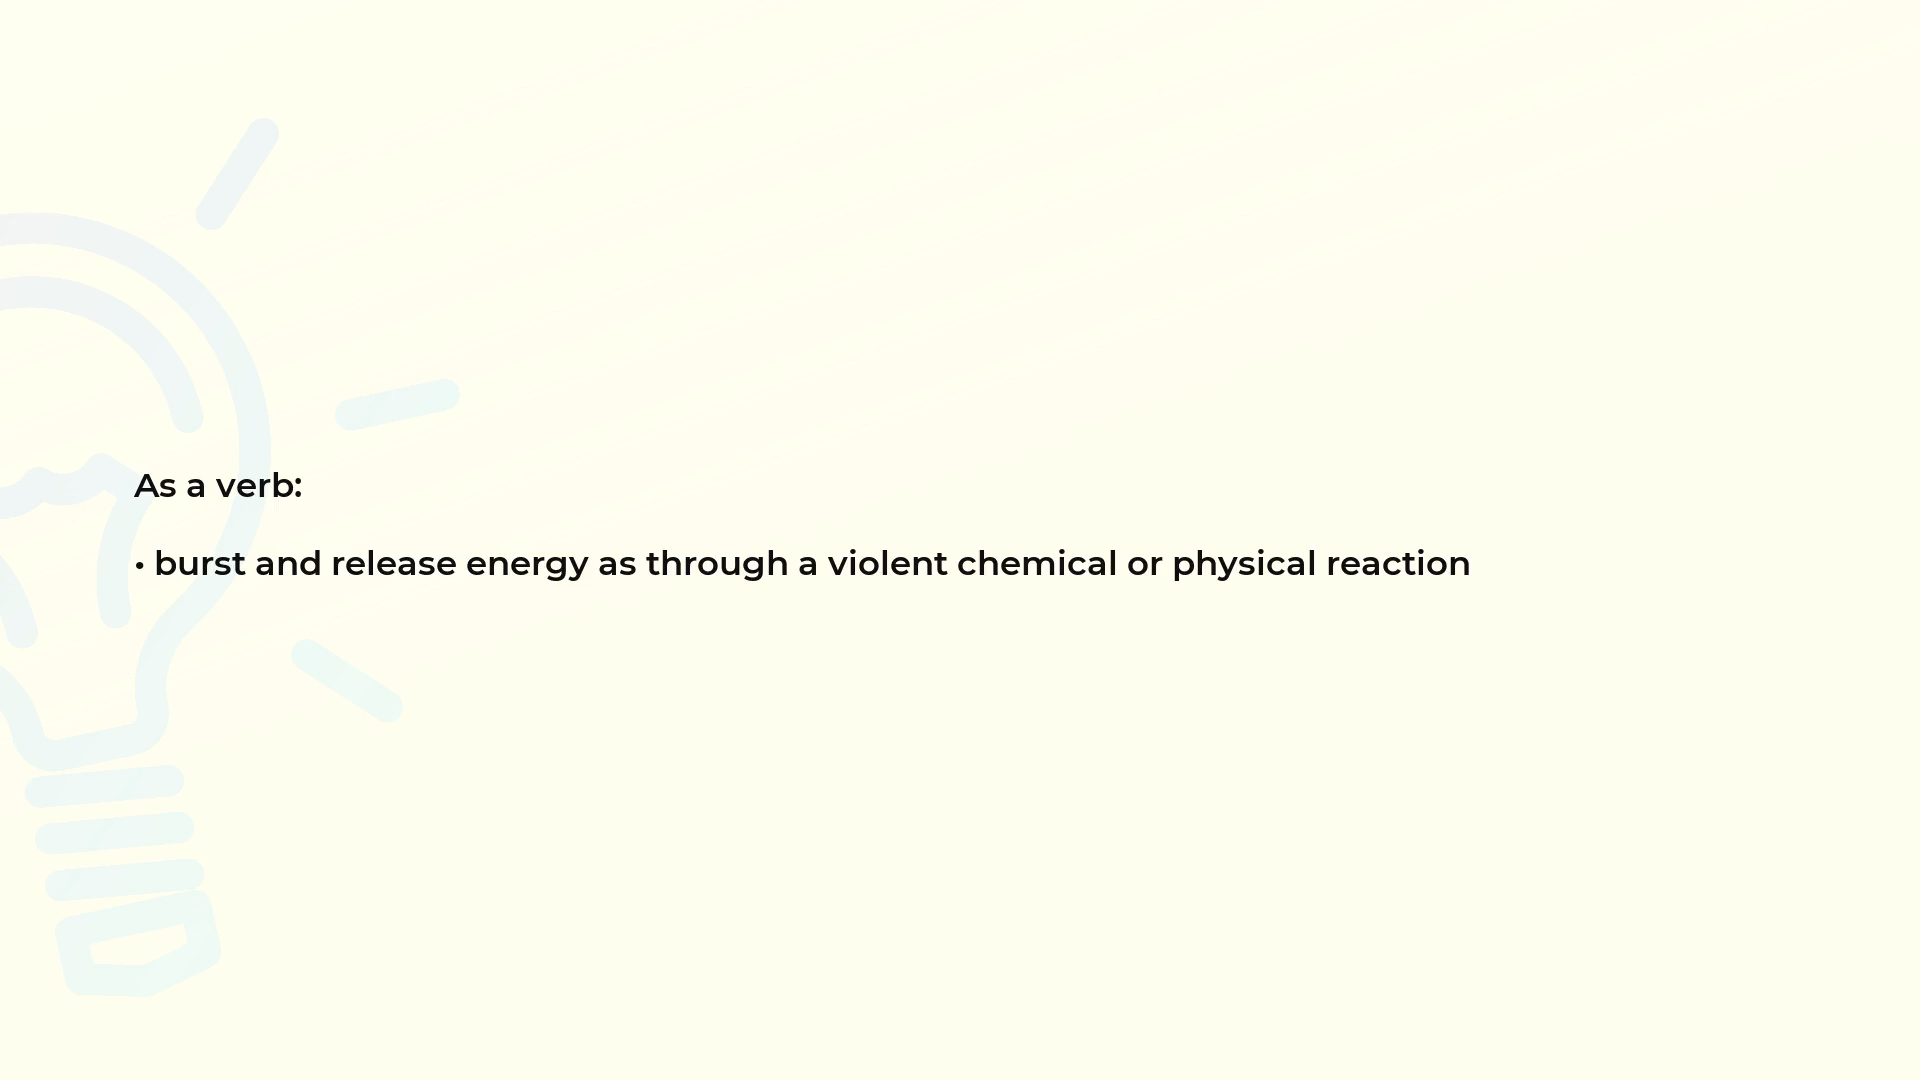 As a verb:
• burst and release energy as through a violent chemical or physical reaction